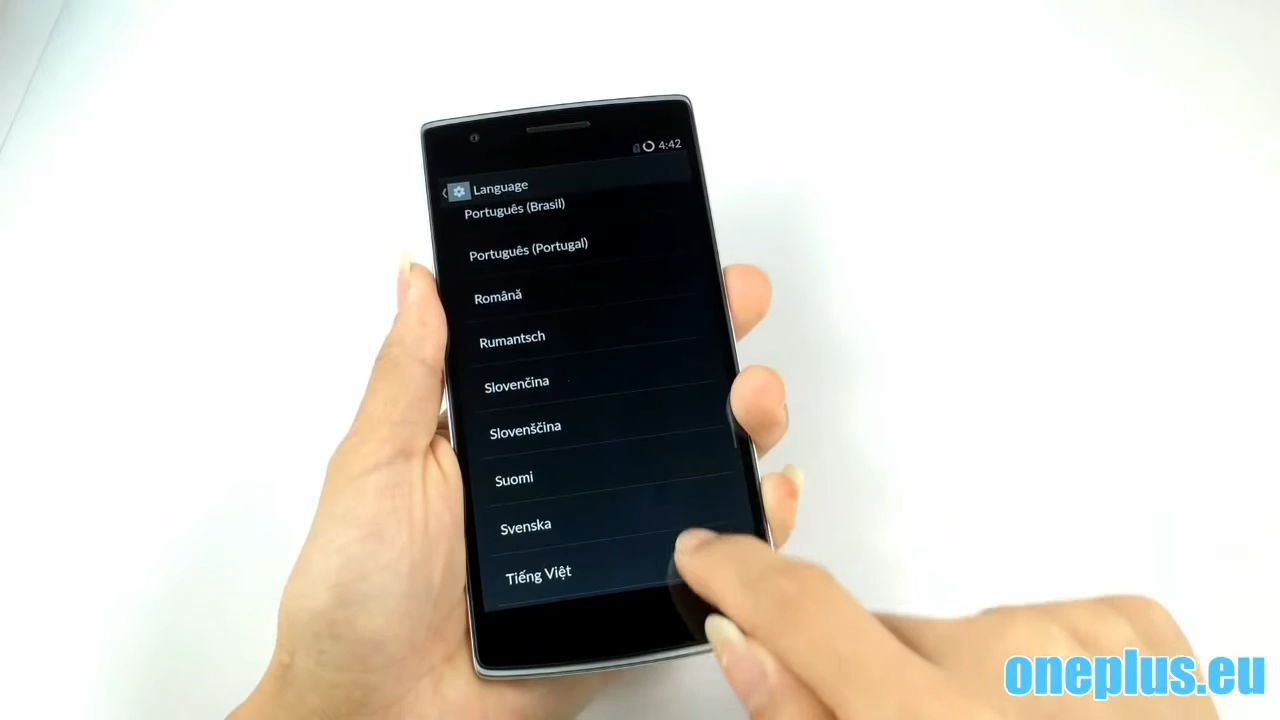 4:42
Language
Português (Brasil)
Português (Portugal)
Română
Rumantsch
Slovenčina
Slovenščina
Suomi
Svenska
Tiếng Việt
oneplus.eu